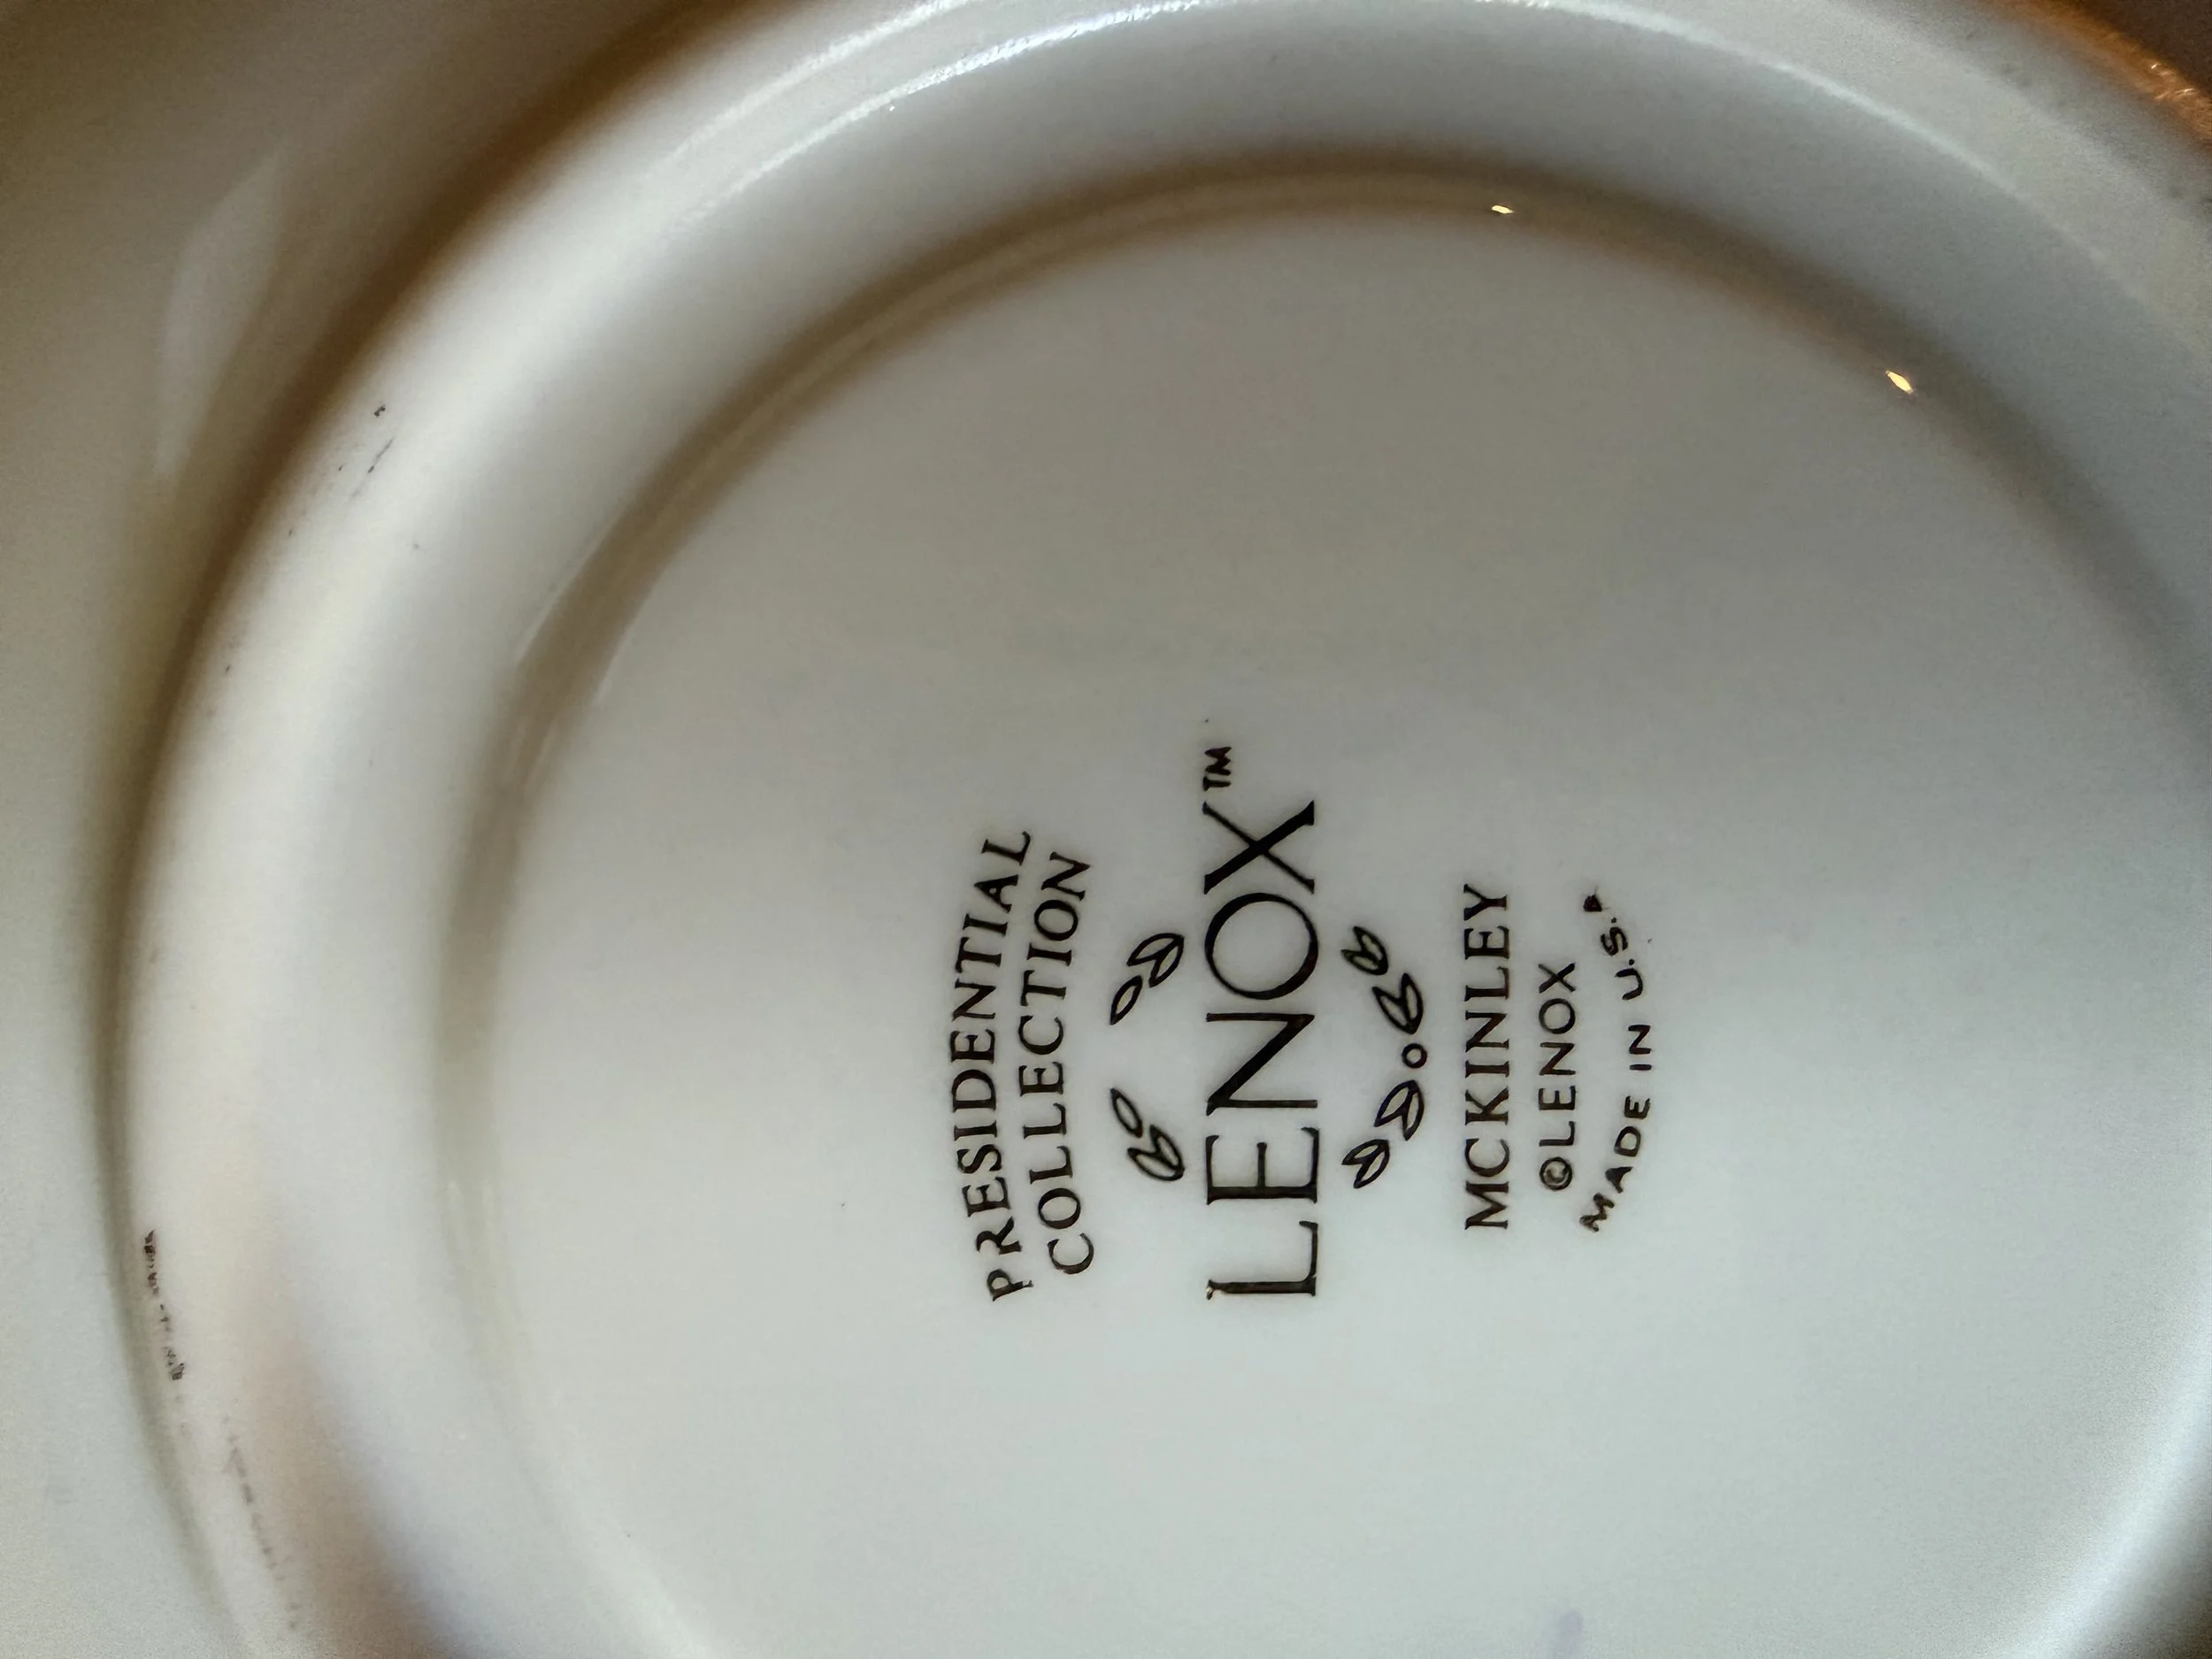 PRESIDENTIAL
COLLECTION
LENOX™
MCKINLEY
©LENOX
MADE IN U.S.A